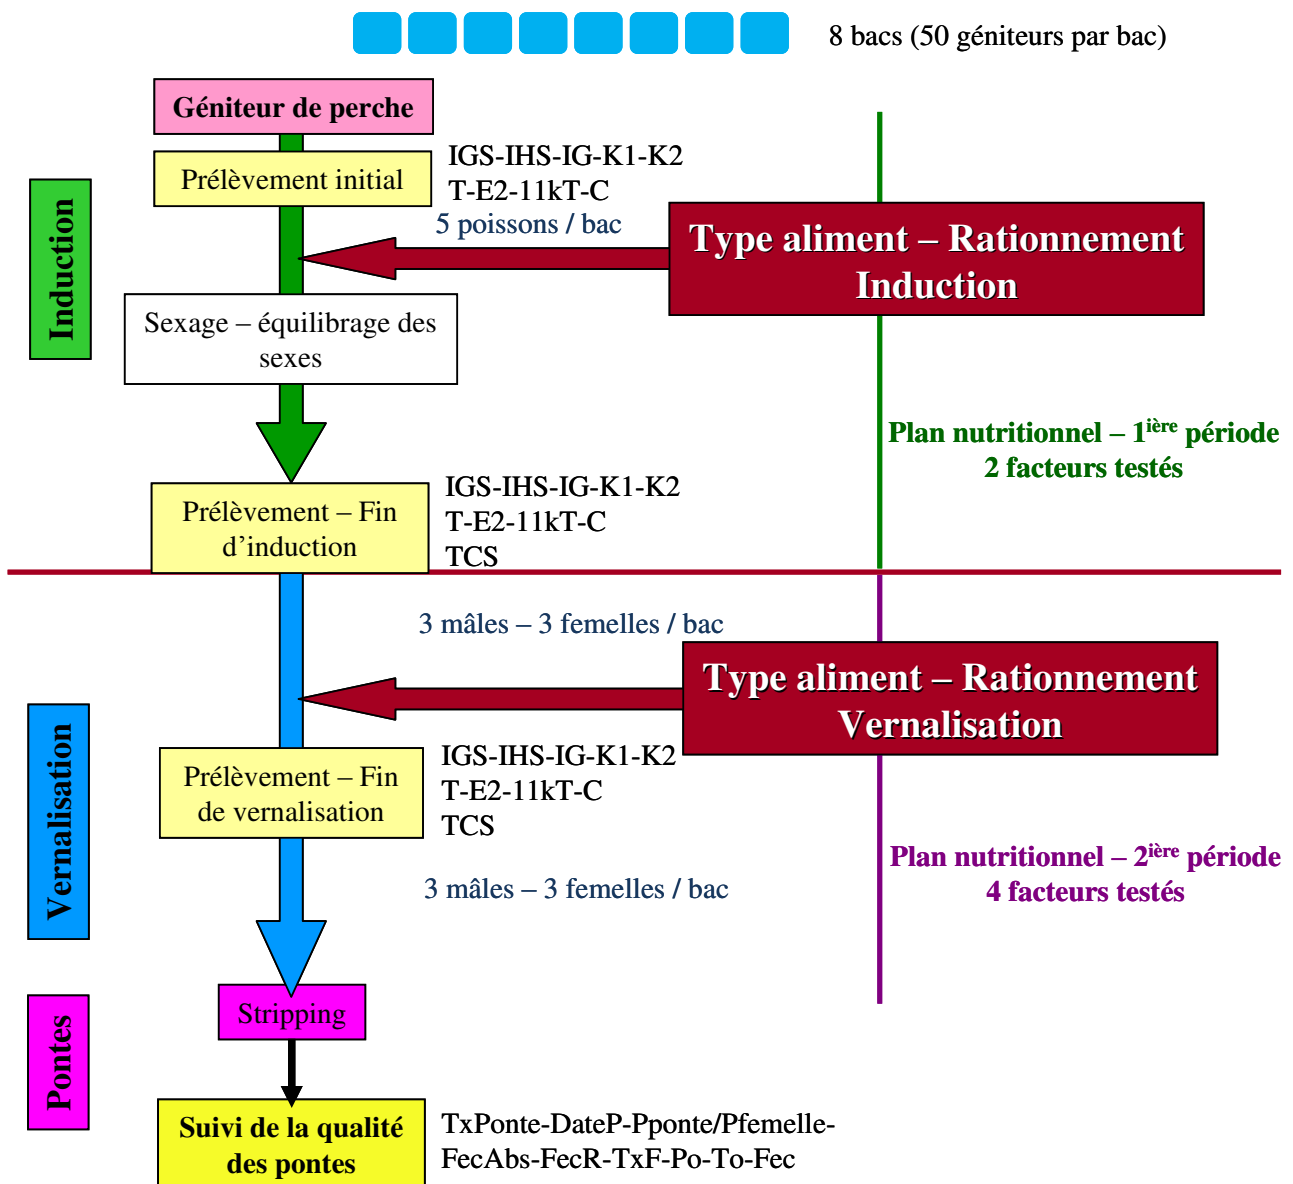 8 bacs (50 géniteurs par bac)
Géniteur de perche
Prélèvement initial
IGS-IHS-IG-K1-K2
T-E2-11kT-C
5 poissons / bac
Type aliment – Rationnement
Induction
Induction
Sexage – équilibrage des
sexes
Plan nutritionnel – 1ière période
2 facteurs testés
Prélèvement – Fin
d'induction
IGS-IHS-IG-K1-K2
T-E2-11kT-C
TCS
3 mâles – 3 femelles / bac
Type aliment – Rationnement
Vernalisation
Vernalisation
Prélèvement – Fin
de vernalisation
IGS-IHS-IG-K1-K2
T-E2-11kT-C
TCS
Plan nutritionnel – 2ière période
4 facteurs testés
3 mâles – 3 femelles / bac
Pontes
Stripping
Suivi de la qualité
des pontes
TxPonte-DateP-Pponte/Pfemelle-
FecAbs-FecR-TxF-Po-To-Fec